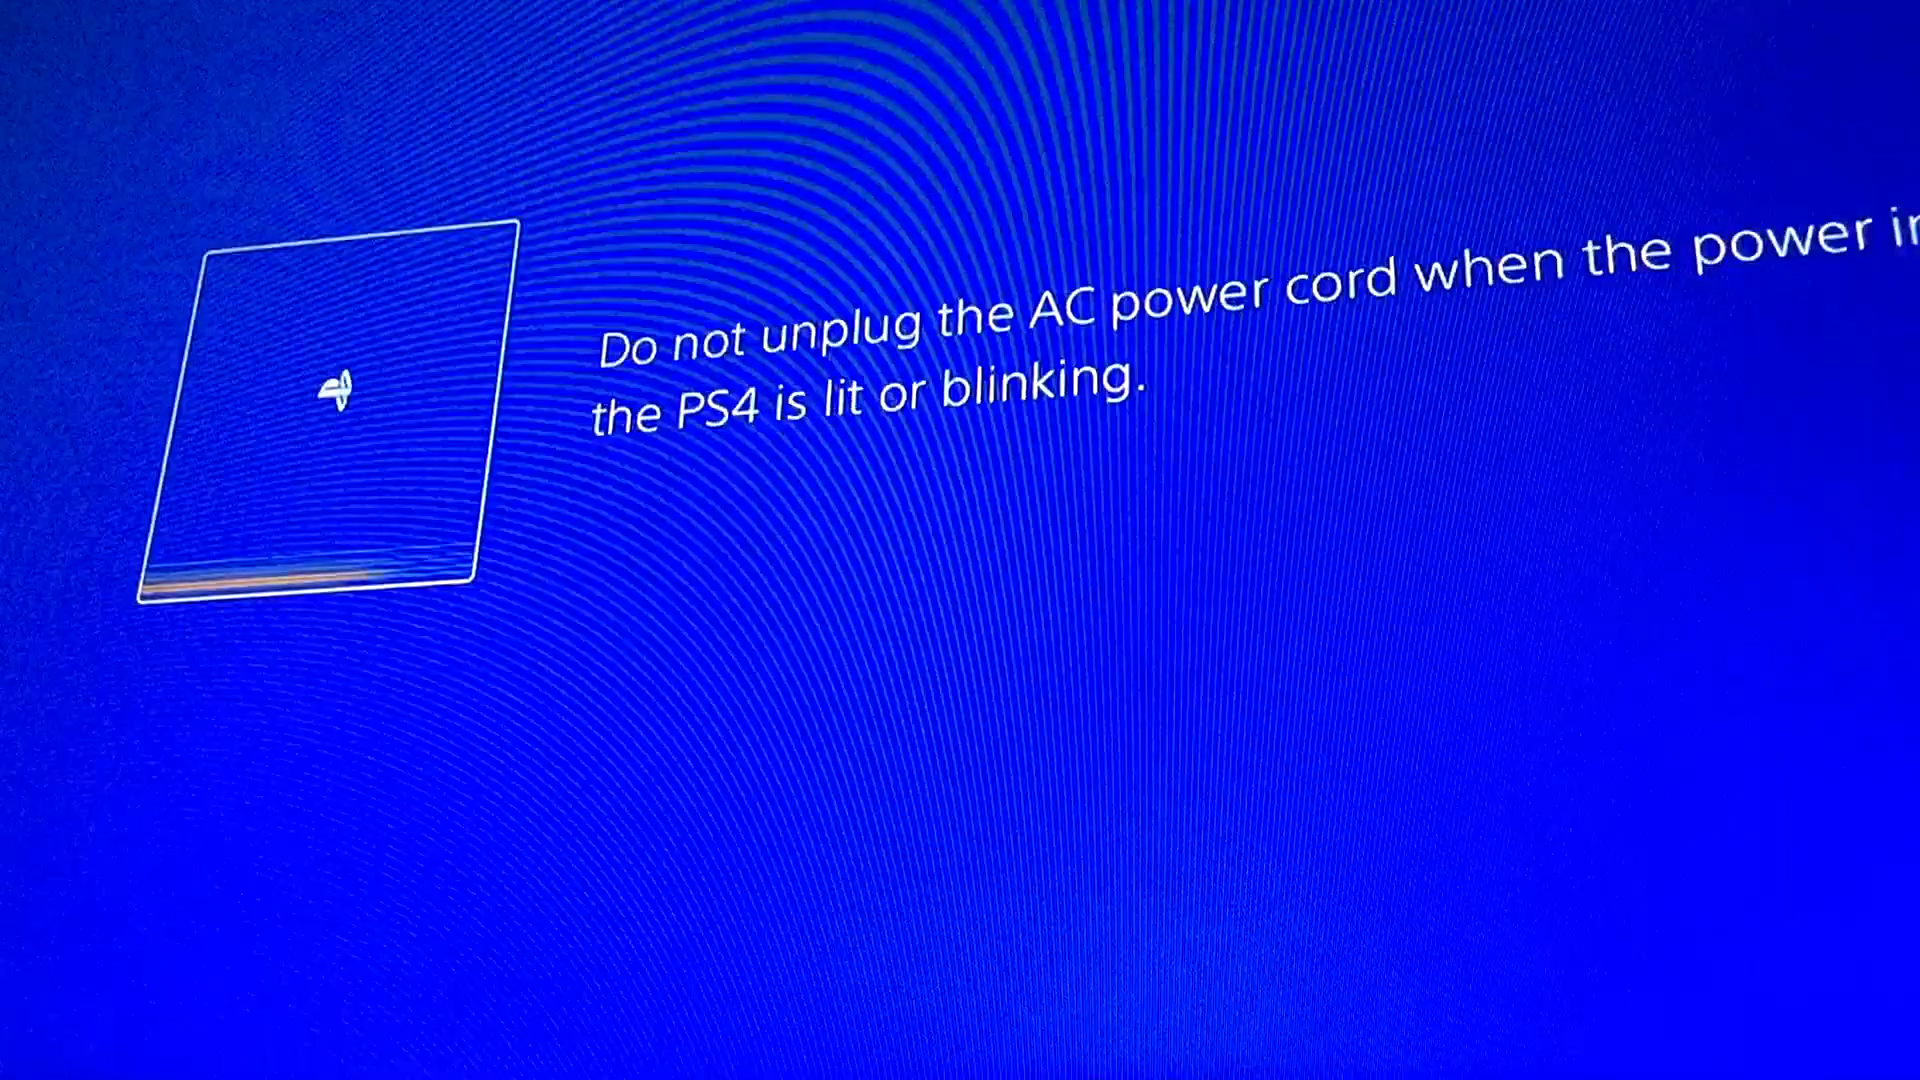 Do not unplug the AC power cord when the power
the PS4 is lit or blinking.